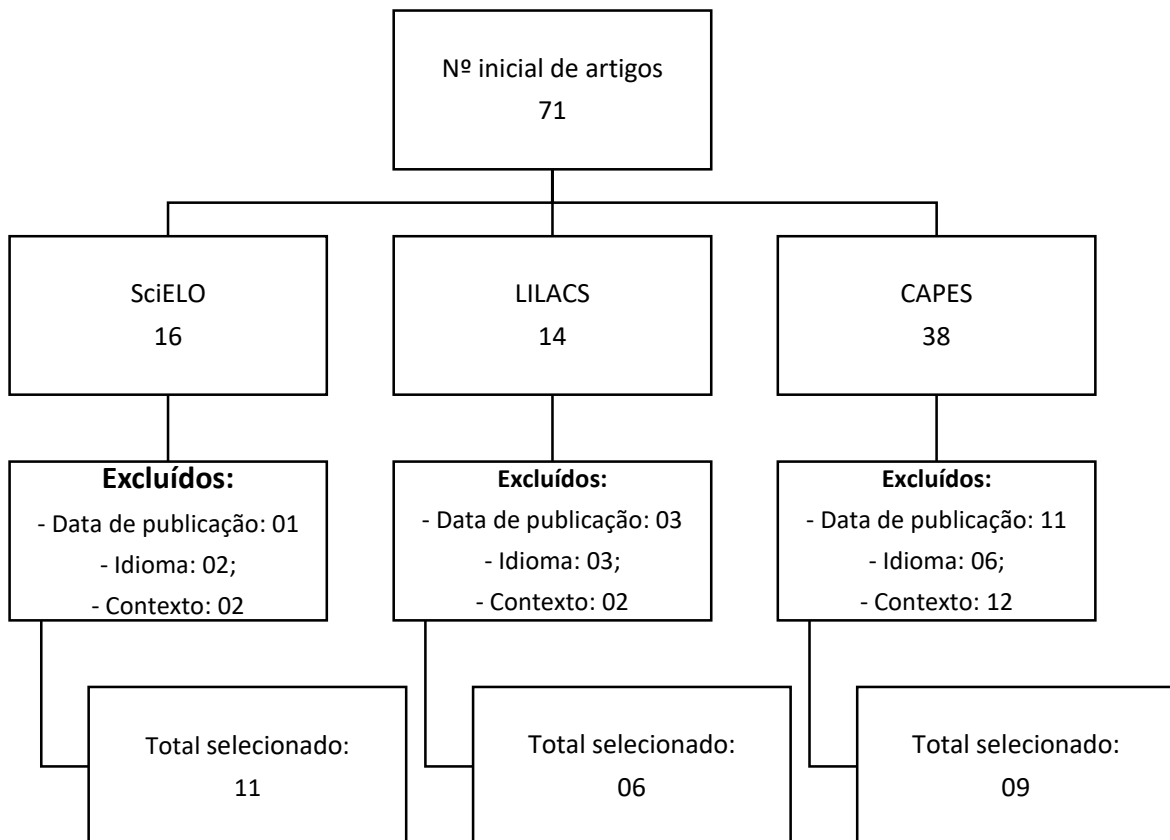 Nº inicial de artigos
71
SciELO
16
LILACS
14
CAPES
38
Excluídos:
- Data de publicação: 01
- Idioma: 02;
- Contexto: 02
Excluídos:
- Data de publicação: 03
- Idioma: 03;
- Contexto: 02
Excluídos:
- Data de publicação: 11
- Idioma: 06;
- Contexto: 12
Total selecionado:
11
Total selecionado:
06
Total selecionado:
09